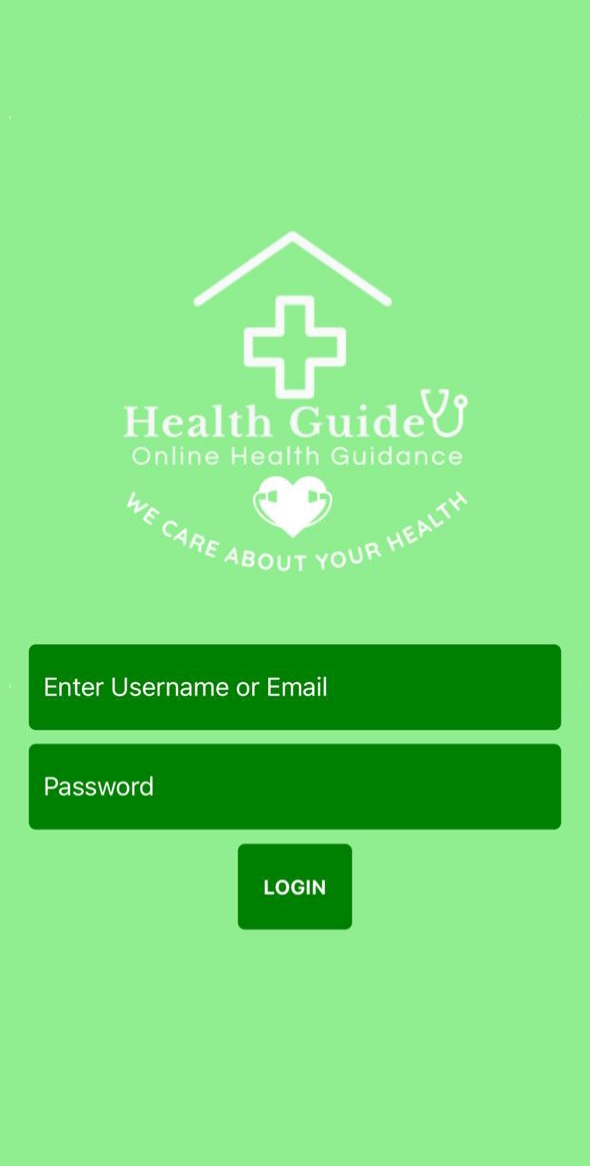 Health Guide
Online Health Guidance
WE CARE ABOUT YOUR HEALTH
Enter Username or Email
Password
LOGIN